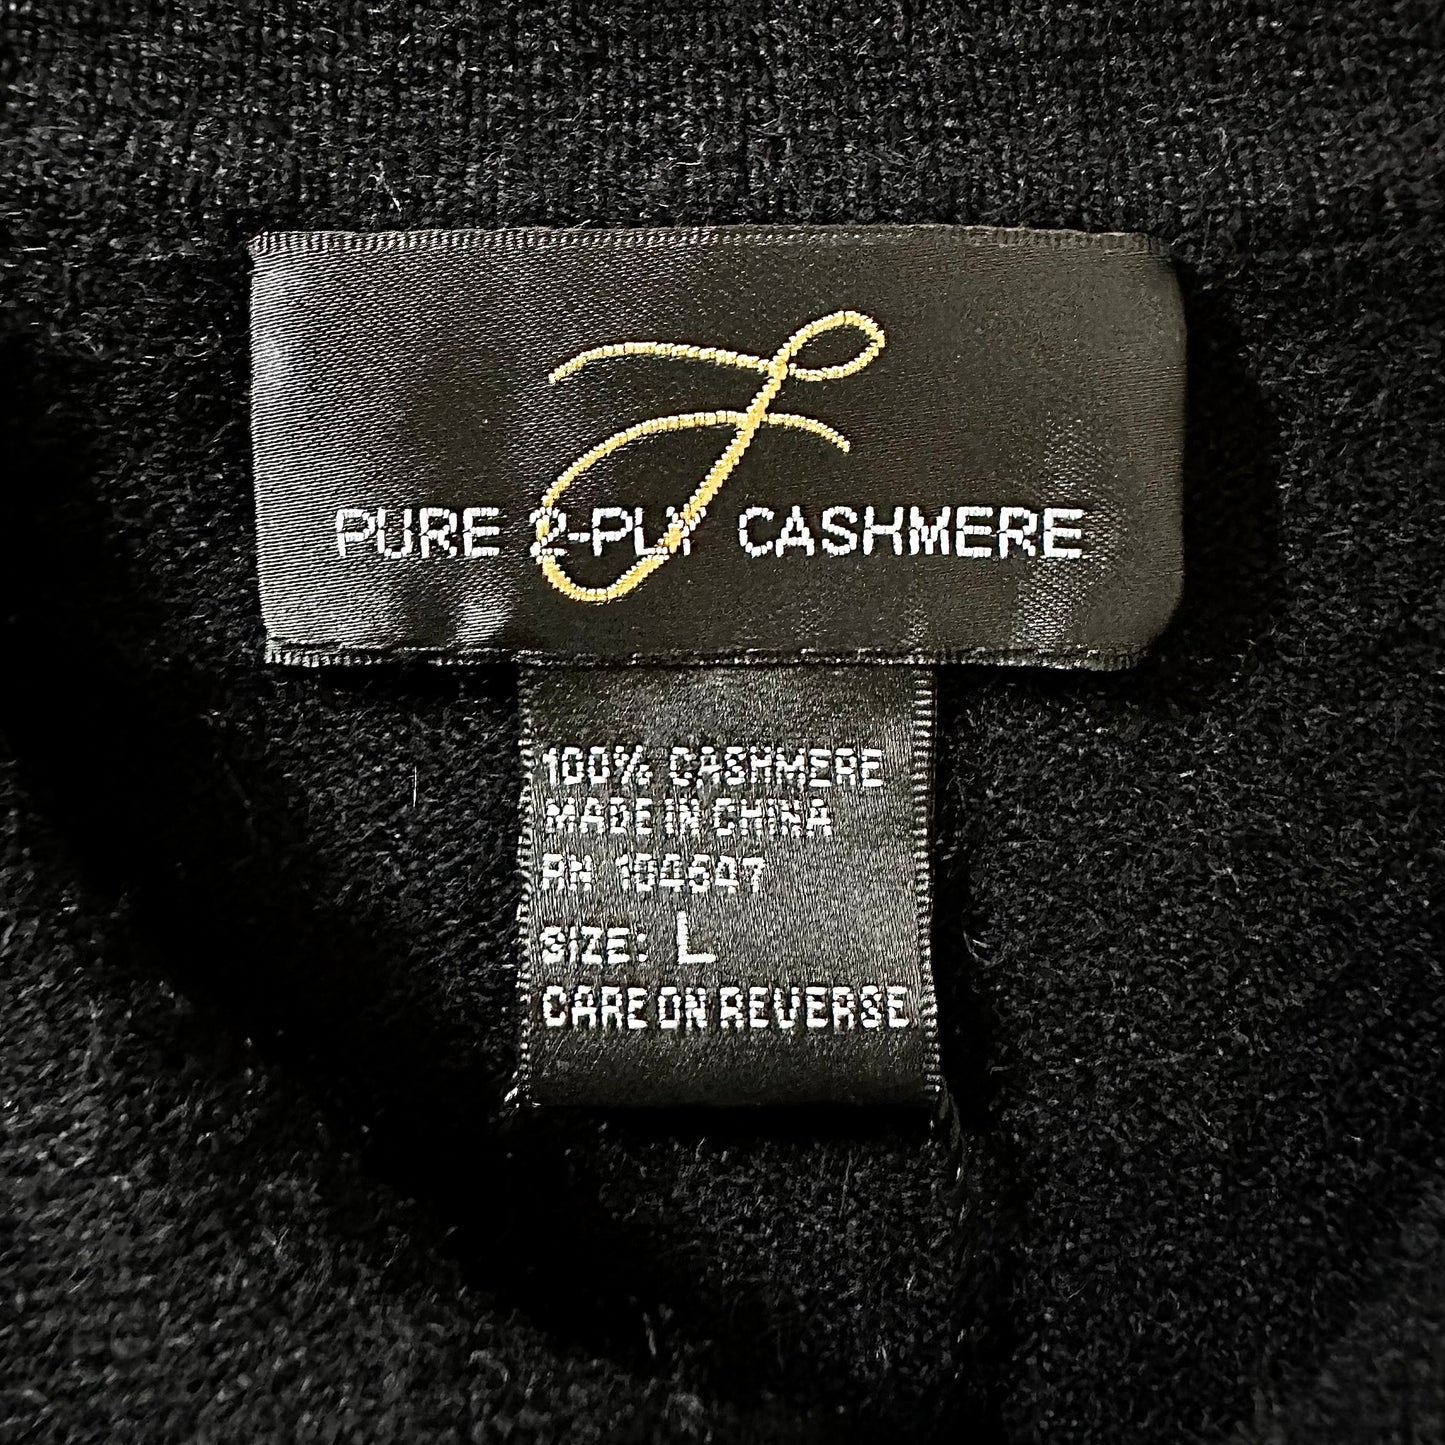 PURE 2-PLY CASHMERE
100% CASHMERE
MADE IN CHINA
RN 104647
SIZE: L
CARE ON REVERSE